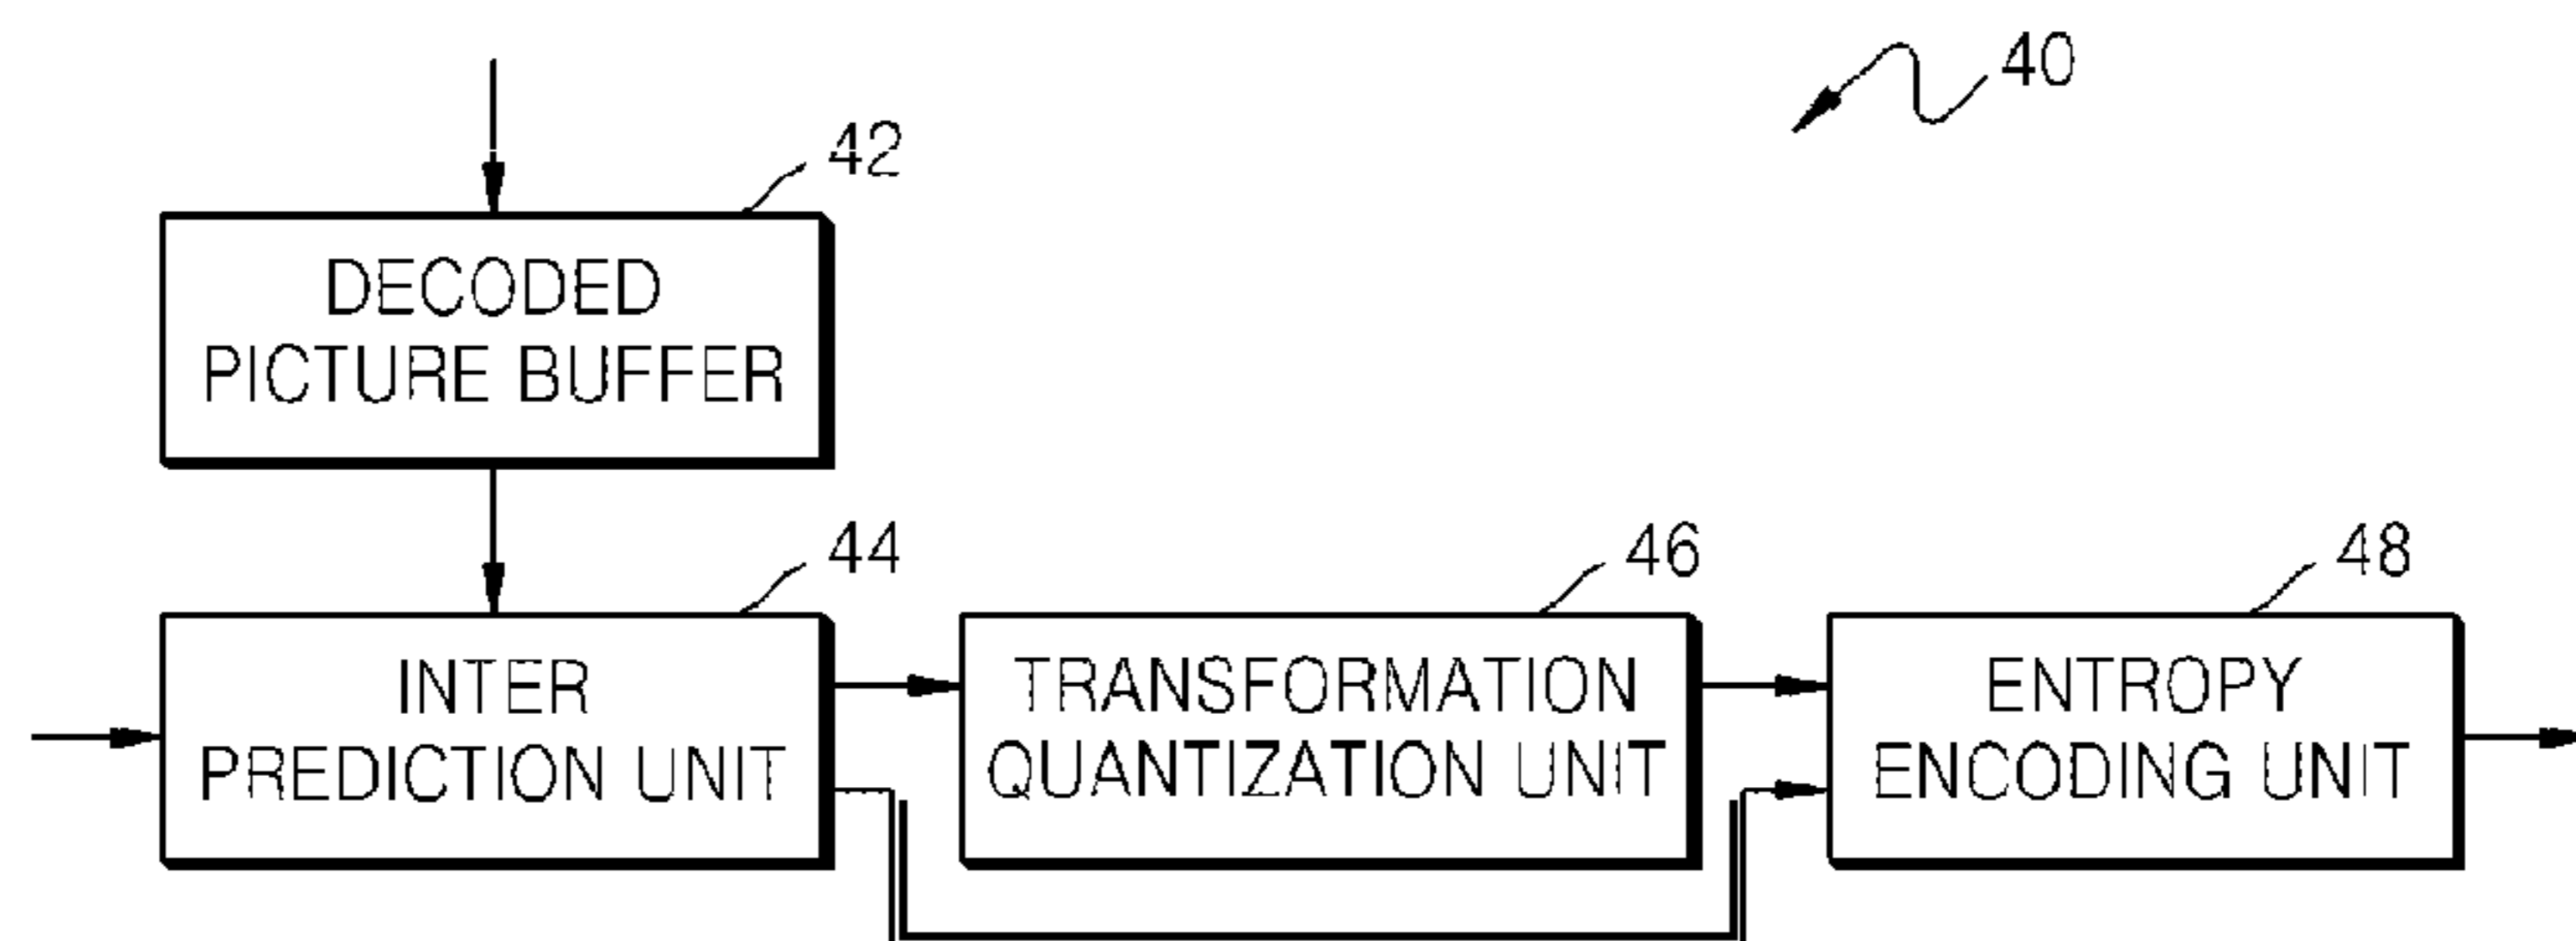 40
42
DECODED
PICTURE BUFFER
44
INTER
PREDICTION UNIT
46
TRANSFORMATION
QUANTIZATION UNIT
48
ENTROPY
ENCODING UNIT